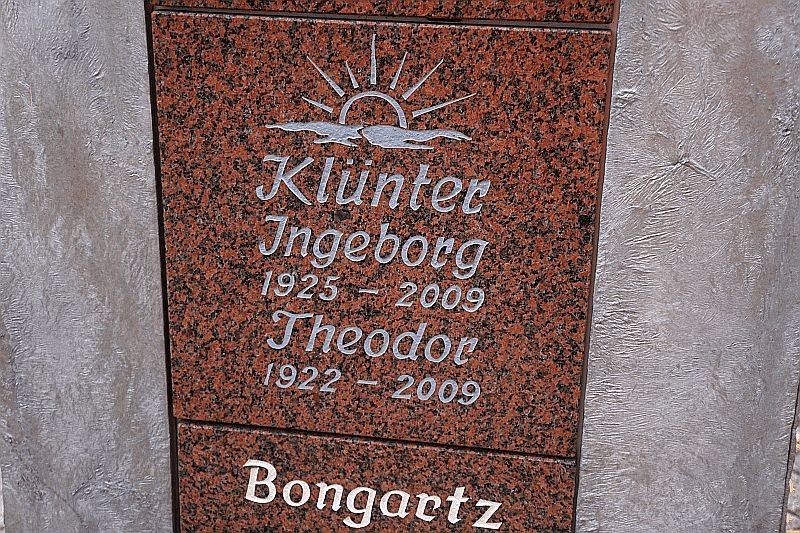 Klünter
Ingeborg
1925 – 2009
Theodor
1922 – 2009
Bongartz